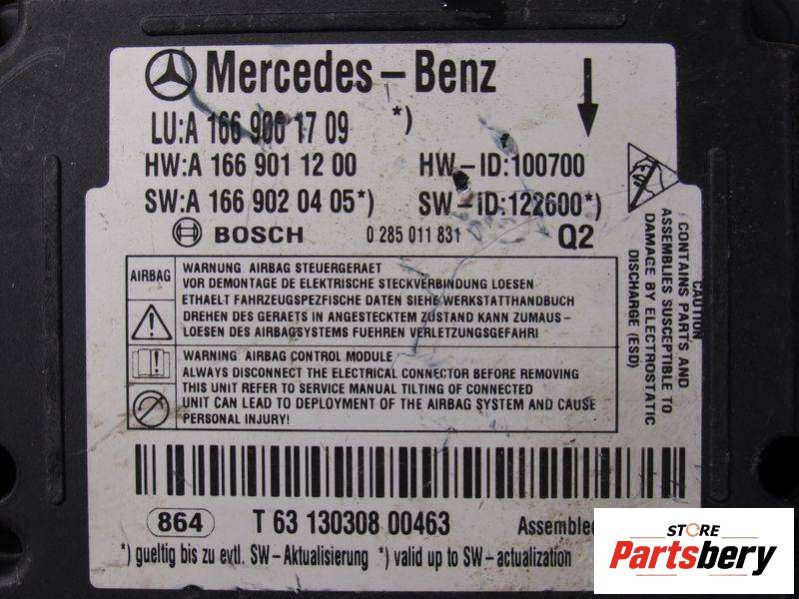 Mercedes-Benz
LU:A 166 900 1709 *)
HW:A 166 901 12 00 HW-ID:100700
SW:A 166 902 04 05*) SW-iD:122600*)
BOSCH 0 285 011 831 Q2
AIRBAG
WARNUNG AIRBAG STEUERGERAET
VOR DEMONTAGE DE ELEKTRISCHE STECKVERBINDUNG LOESEN
ETHAELT FAHRZEUGSPEZFISCHE DATEN SIEHE WERKSTATTHANDBUCH
DREHEN DES GERAETS IN ANGESTECKTEM ZUSTAND KANN ZUMAUS-
LOESEN DES AIRBAGSYSTEMS FUEHREN VERLETZUNGSGEFAHRI
WARNING AIRBAG CONTROL MODULE
ALWAYS DISCONNECT THE ELECTRICAL CONNECTOR BEFORE REMOVING
THIS UNIT REFER TO SERVICE MANUAL TILTING OF CONNECTED
UNIT CAN LEAD TO DEPLOYMENT OF THE AIRBAG SYSTEM AND CAUSE
PERSONAL INJURY!
CAUTION
CONTAINS PARTS AND
ASSEMBLIES SUSCEPTIBLE TO
DAMAGE BY ELECTROSTATIC
DISCHARGE (ESD)
864 T 63 130308 00463 Assembled
*) gueltig bis zu evtl. SW-Aktualisierung *) valid up to SW-actualization
STORE
Partsbery